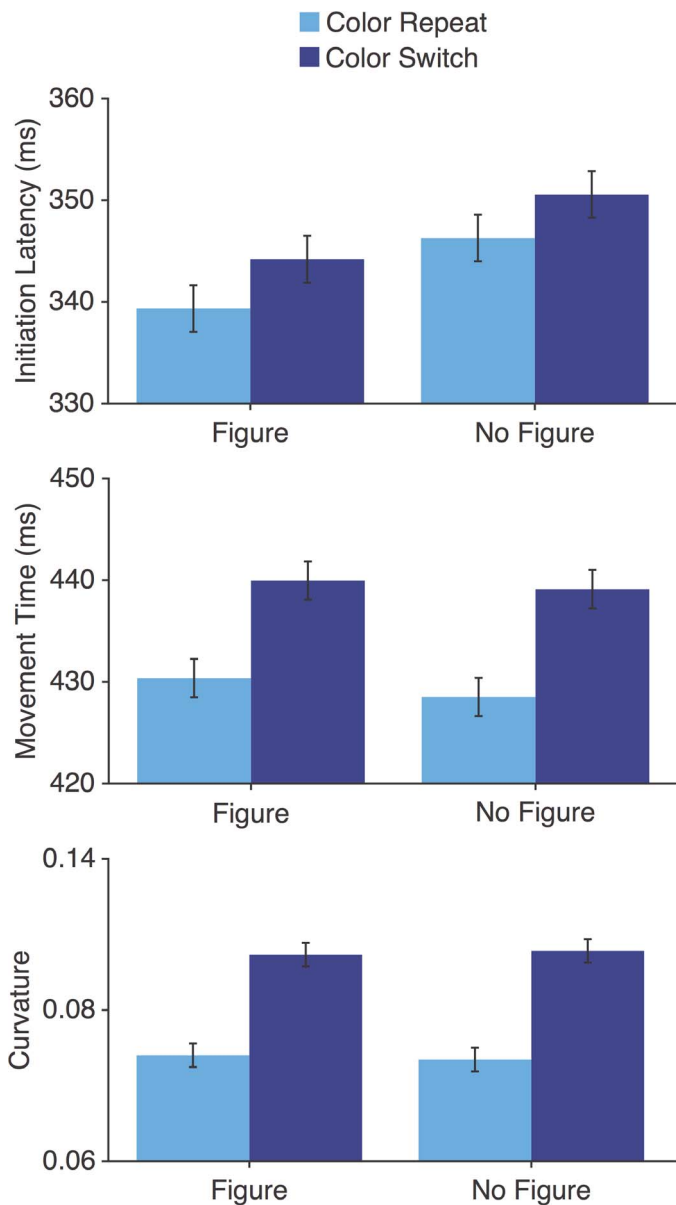 Color Repeat
Color Switch
Initiation Latency (ms)
360
350
340
330
Figure
No Figure
Movement Time (ms)
450
440
430
420
Figure
No Figure
Curvature
0.14
0.08
0.06
Figure
No Figure